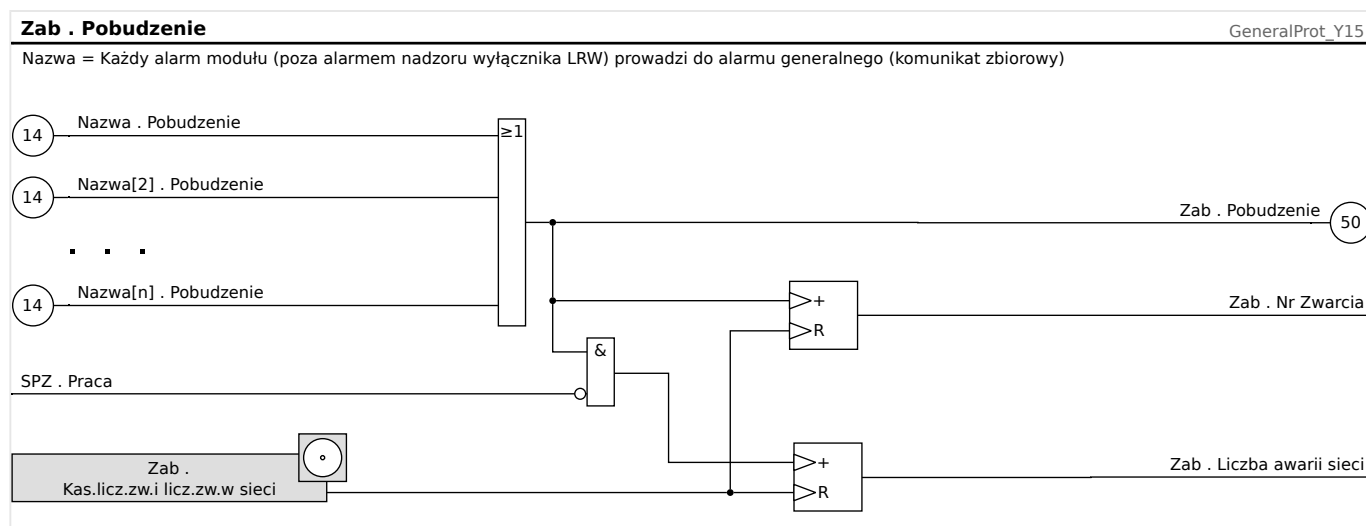 Zab . Pobudzenie
GeneralProt_Y15
Nazwa = Każdy alarm modułu (poza alarmem nadzoru wyłącznika LRW) prowadzi do alarmu generalnego (komunikat zbiorowy)
14
Nazwa . Pobudzenie
≥1
14
Nazwa[2] . Pobudzenie
Zab . Pobudzenie
50
. . .
14
Nazwa[n] . Pobudzenie
+
R
Zab . Nr Zwarcia
&
SPZ . Praca
Zab .
Kas.licz.zw.i licz.zw.w sieci
+
R
Zab . Liczba awarii sieci